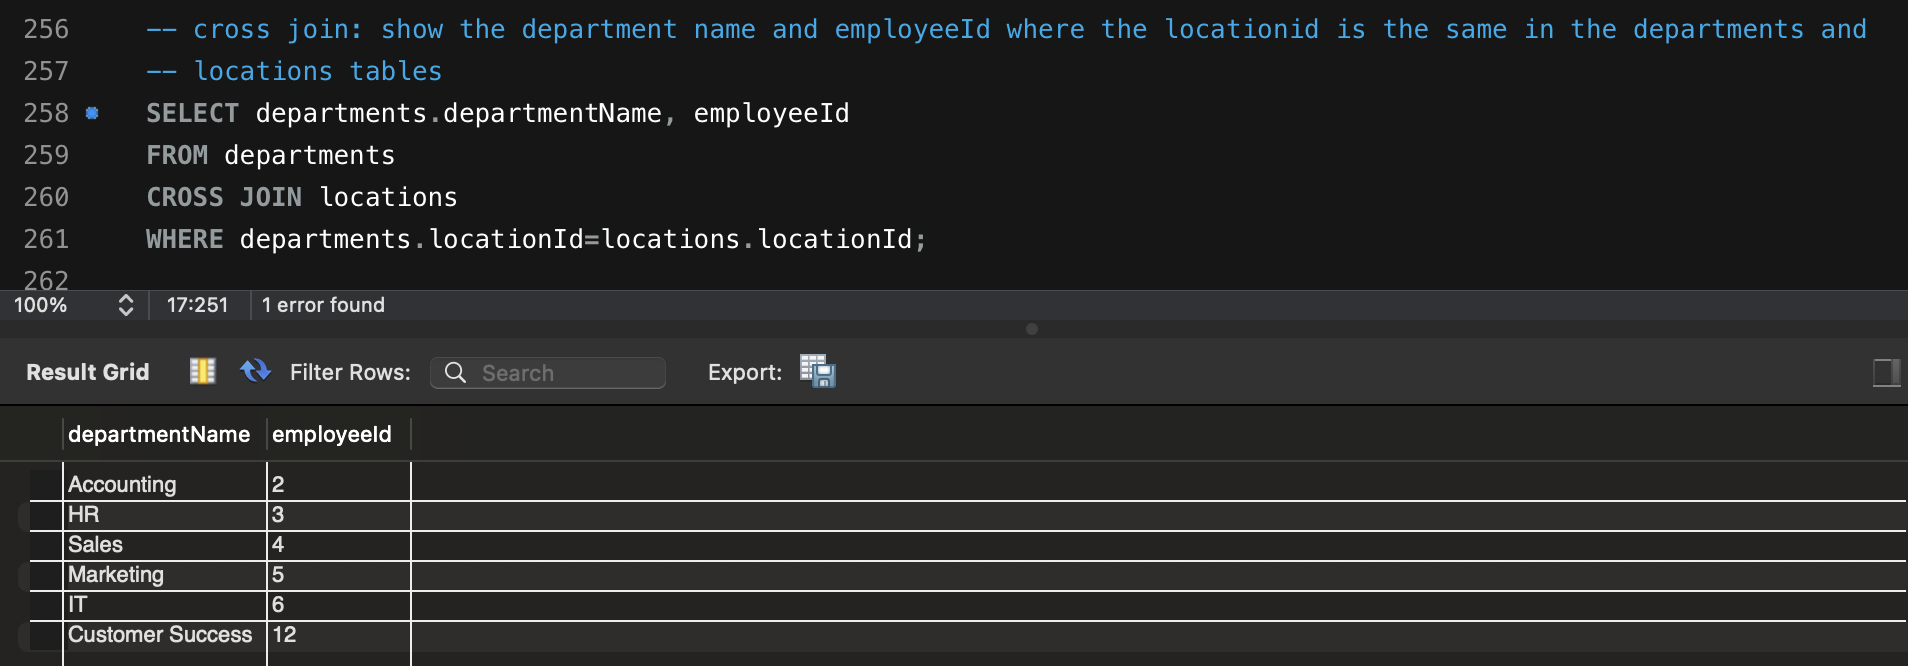 256 -- cross join: show the department name and employeeId where the locationid is the same in the departments and
257 -- locations tables
258 SELECT departments.departmentName, employeeId
259 FROM departments
260 CROSS JOIN locations
261 WHERE departments.locationId=locations.locationId;
262
100% 17:251 1 error found
Result Grid Filter Rows: Search Export:
departmentName employeeId
Accounting 2
HR 3
Sales 4
Marketing 5
IT 6
Customer Success 12